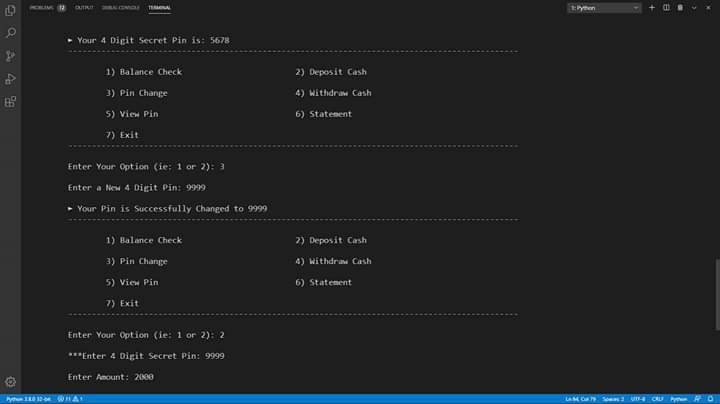 PROBLEMS 12 OUTPUT DEBUG CONSOLE TERMINAL 1: Python
► Your 4 Digit Secret Pin is: 5678
1) Balance Check 2) Deposit Cash
3) Pin Change 4) Withdraw Cash
5) View Pin 6) Statement
7) Exit
Enter Your Option (ie: 1 or 2): 3
Enter a New 4 Digit Pin: 9999
► Your Pin is Successfully Changed to 9999
1) Balance Check 2) Deposit Cash
3) Pin Change 4) Withdraw Cash
5) View Pin 6) Statement
7) Exit
Enter Your Option (ie: 1 or 2): 2
***Enter 4 Digit Secret Pin: 9999
Enter Amount: 2000
Python 3.8.0 32-bit 11 1 Ln 94, Col 79 Spaces: 2 UTF-8 CRLF Python